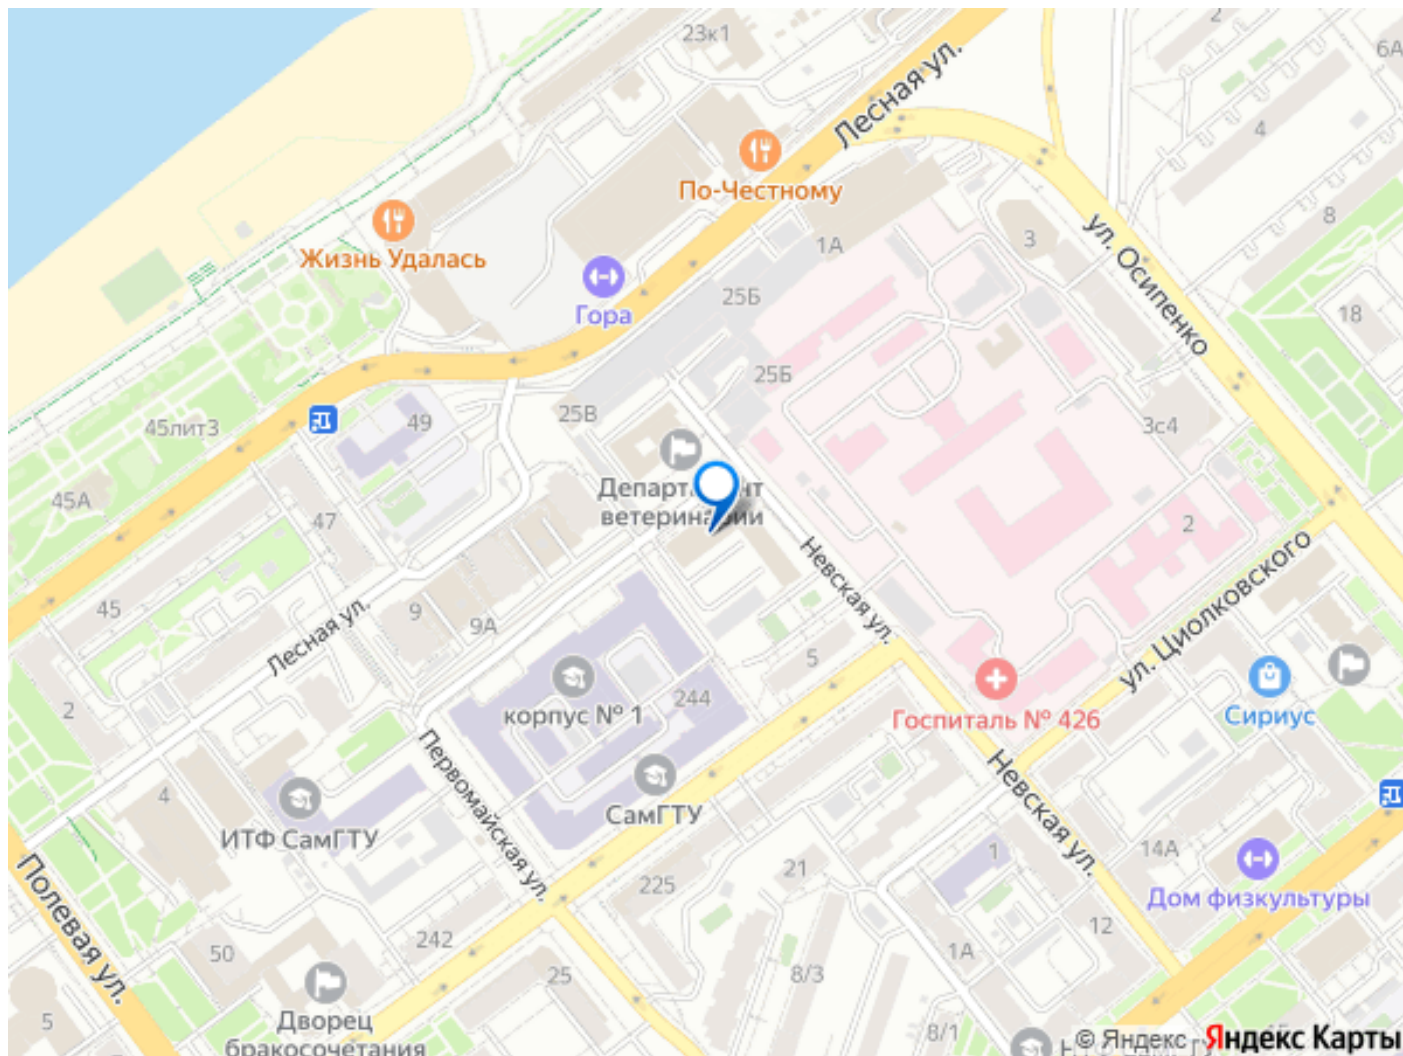 23к1
2
6А
Лесная ул.
4
По-Честному
8
Жизнь Удалась
1А
3
ул. Осипенко
25Б
Гора
18
25Б
45лит3
49
25В
3с4
Департамент
ветеринарии
45А
47
2
Невская ул.
ул. Циолковского
45
9
9А
Лесная ул.
5
корпус № 1
244
2
Госпиталь № 426
Сириус
Первомайская ул.
4
ИТФ СамГТУ
СамГТУ
Невская ул.
21
1
14А
225
Дом физкультуры
Полевая ул.
242
50
12
1А
25
8/3
5
Дворец
бракосочетания
8/1
© Яндекс Яндекс Карты